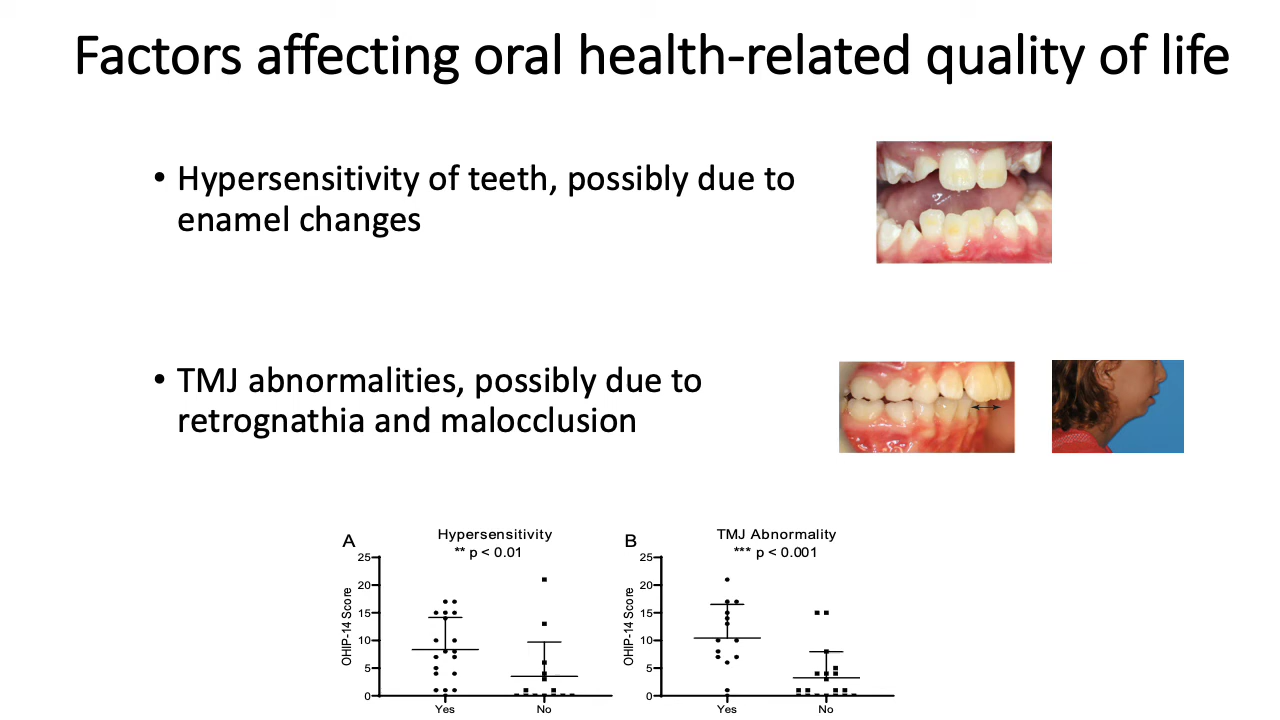 Factors affecting oral health-related quality of life
• Hypersensitivity of teeth, possibly due to
enamel changes
• TMJ abnormalities, possibly due to
retrognathia and malocclusion
A
Hypersensitivity
** p < 0.01
OHIP-14 Score
25
20
15
10
5
0
Yes
No
B
TMJ Abnormality
*** p < 0.001
OHIP-14 Score
25
20
15
10
5
0
Yes
No